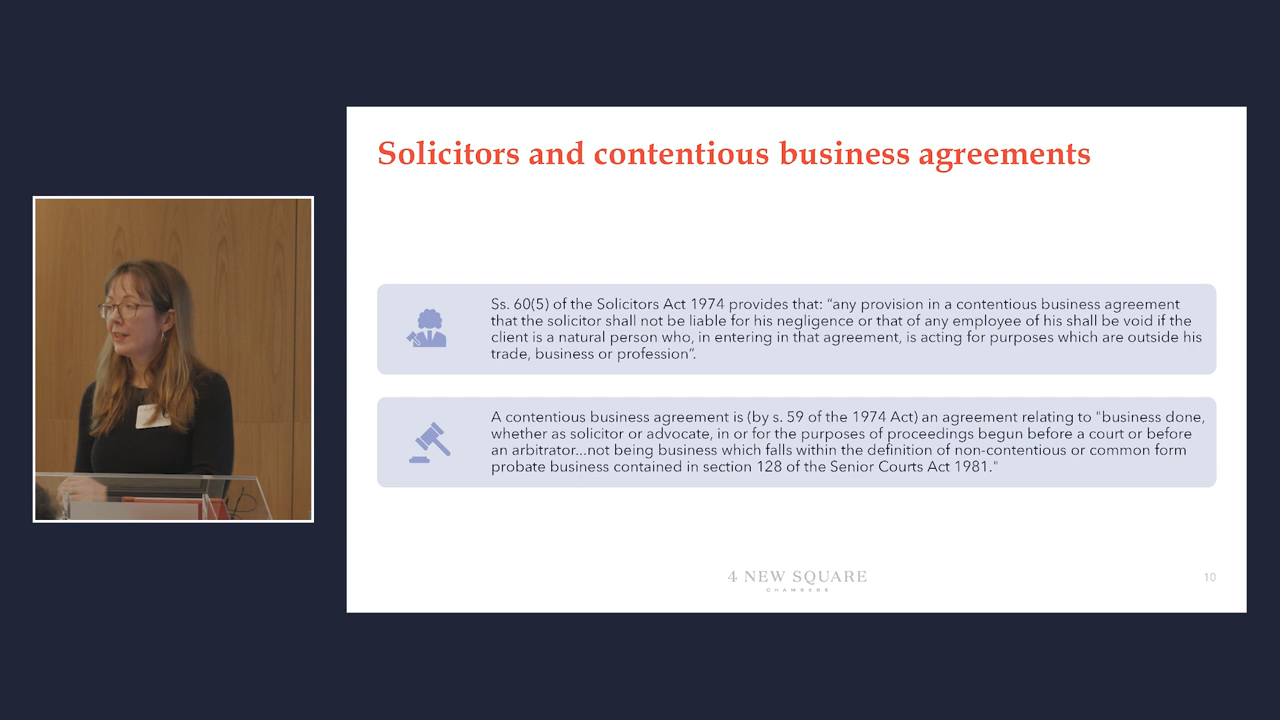 Solicitors and contentious business agreements
Ss. 60(5) of the Solicitors Act 1974 provides that: “any provision in a contentious business agreement
that the solicitor shall not be liable for his negligence or that of any employee of his shall be void if the
client is a natural person who, in entering in that agreement, is acting for purposes which are outside his
trade, business or profession”.
A contentious business agreement is (by s. 59 of the 1974 Act) an agreement relating to "business done,
whether as solicitor or advocate, in or for the purposes of proceedings begun before a court or before
an arbitrator...not being business which falls within the definition of non-contentious or common form
probate business contained in section 128 of the Senior Courts Act 1981."
4 NEW SQUARE
CHAMBERS
10